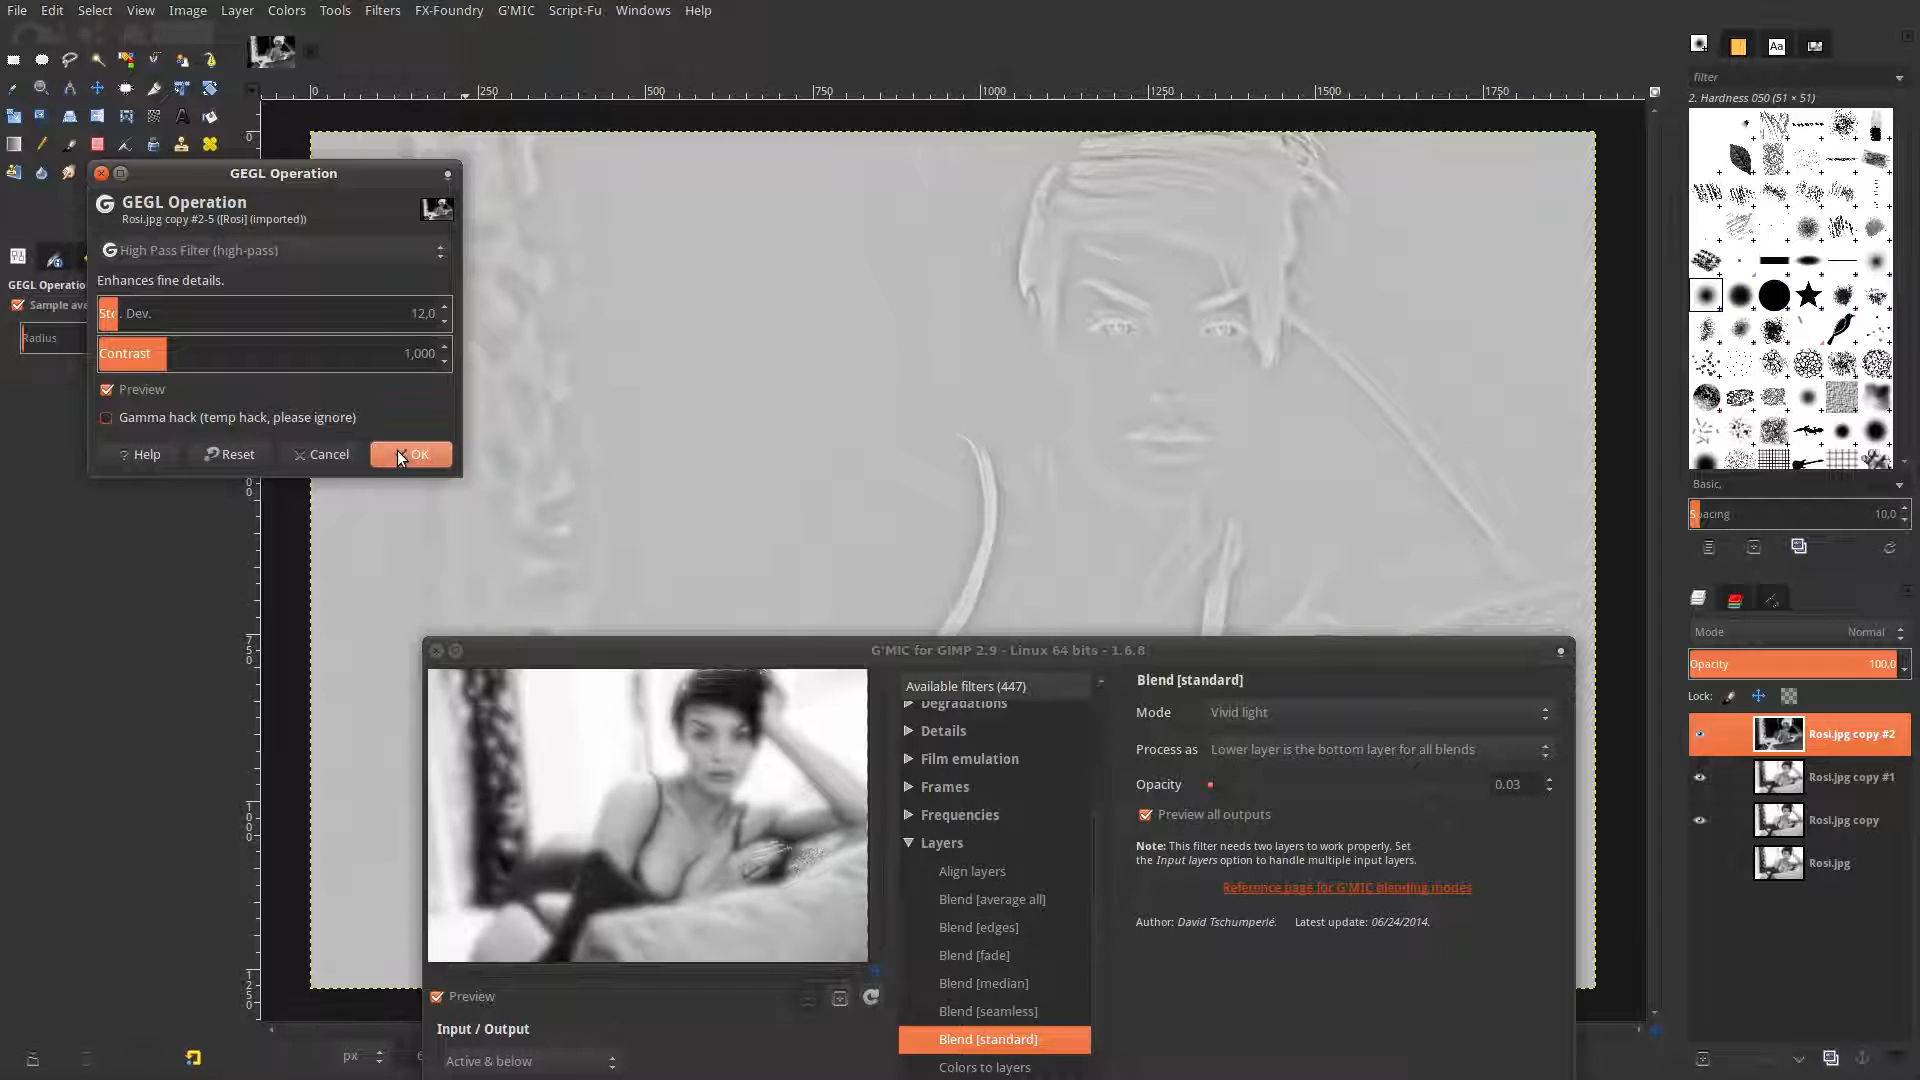 File Edit Select View Image Layer Colors Tools Filters FX-Foundry G'MIC Script-Fu Windows Help
0 250 500 750 1000 1250 1500 1750
Aa
filter
2. Hardness 050 (51 × 51)
GEGL Operation
GEGL Operation
Rosi.jpg copy #2-5 ([Rosi] (imported))
High Pass Filter (high-pass)
Enhances fine details.
Std. Dev. 12,0
Contrast 1,000
Preview
Gamma hack (temp hack, please ignore)
Help Reset Cancel OK
GEGL Operatio
Sample ave
Radius
Basic,
Spacing 10,0
Mode Normal
Opacity 100,0
Lock:
Rosi.jpg copy #2
Rosi.jpg copy #1
Rosi.jpg copy
Rosi.jpg
G'MIC for GIMP 2.9 - Linux 64 bits - 1.6.8
Available filters (447)
Degradations
Details
Film emulation
Frames
Frequencies
Layers
Align layers
Blend [average all]
Blend [edges]
Blend [fade]
Blend [median]
Blend [seamless]
Blend [standard]
Colors to layers
Blend [standard]
Mode Vivid light
Process as Lower layer is the bottom layer for all blends
Opacity 0.03
Preview all outputs
Note: This filter needs two layers to work properly. Set
the Input layers option to handle multiple input layers.
Reference page for G'MIC blending modes
Author: David Tschumperlé. Latest update: 06/24/2014.
Preview
Input / Output
Active & below
px